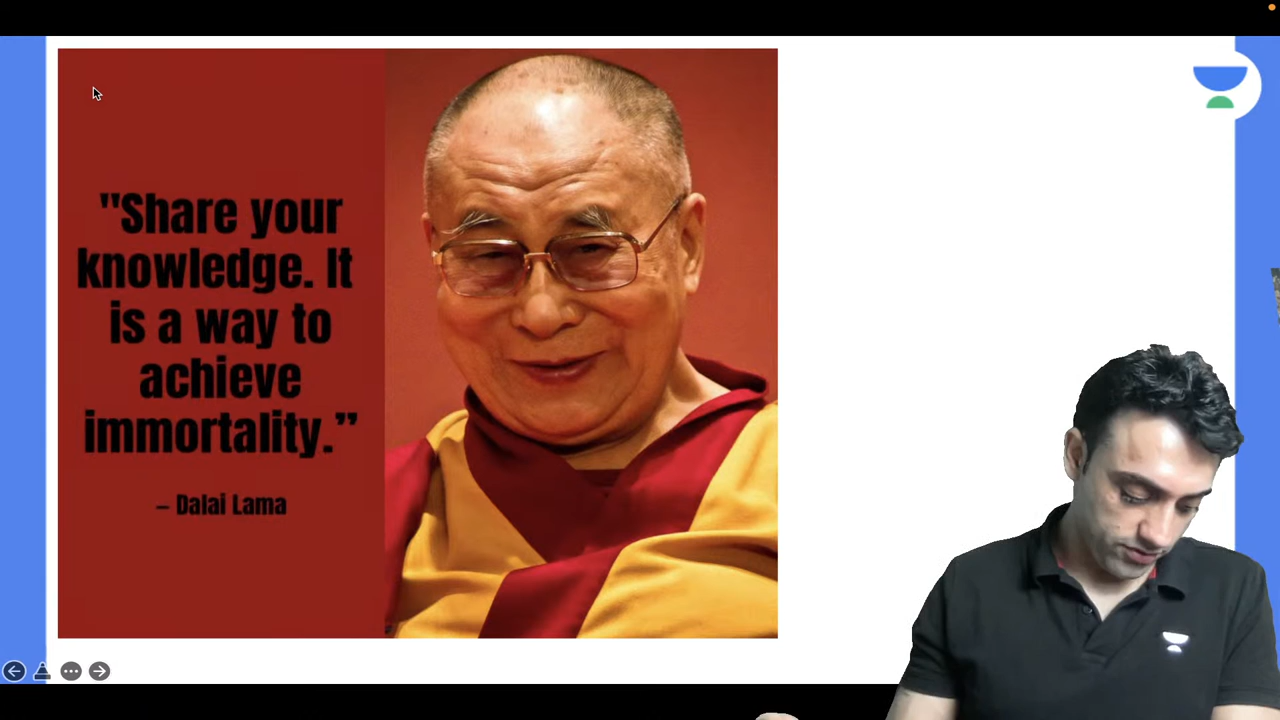 "Share your
knowledge. It
is a way to
achieve
immortality.”
– Dalai Lama